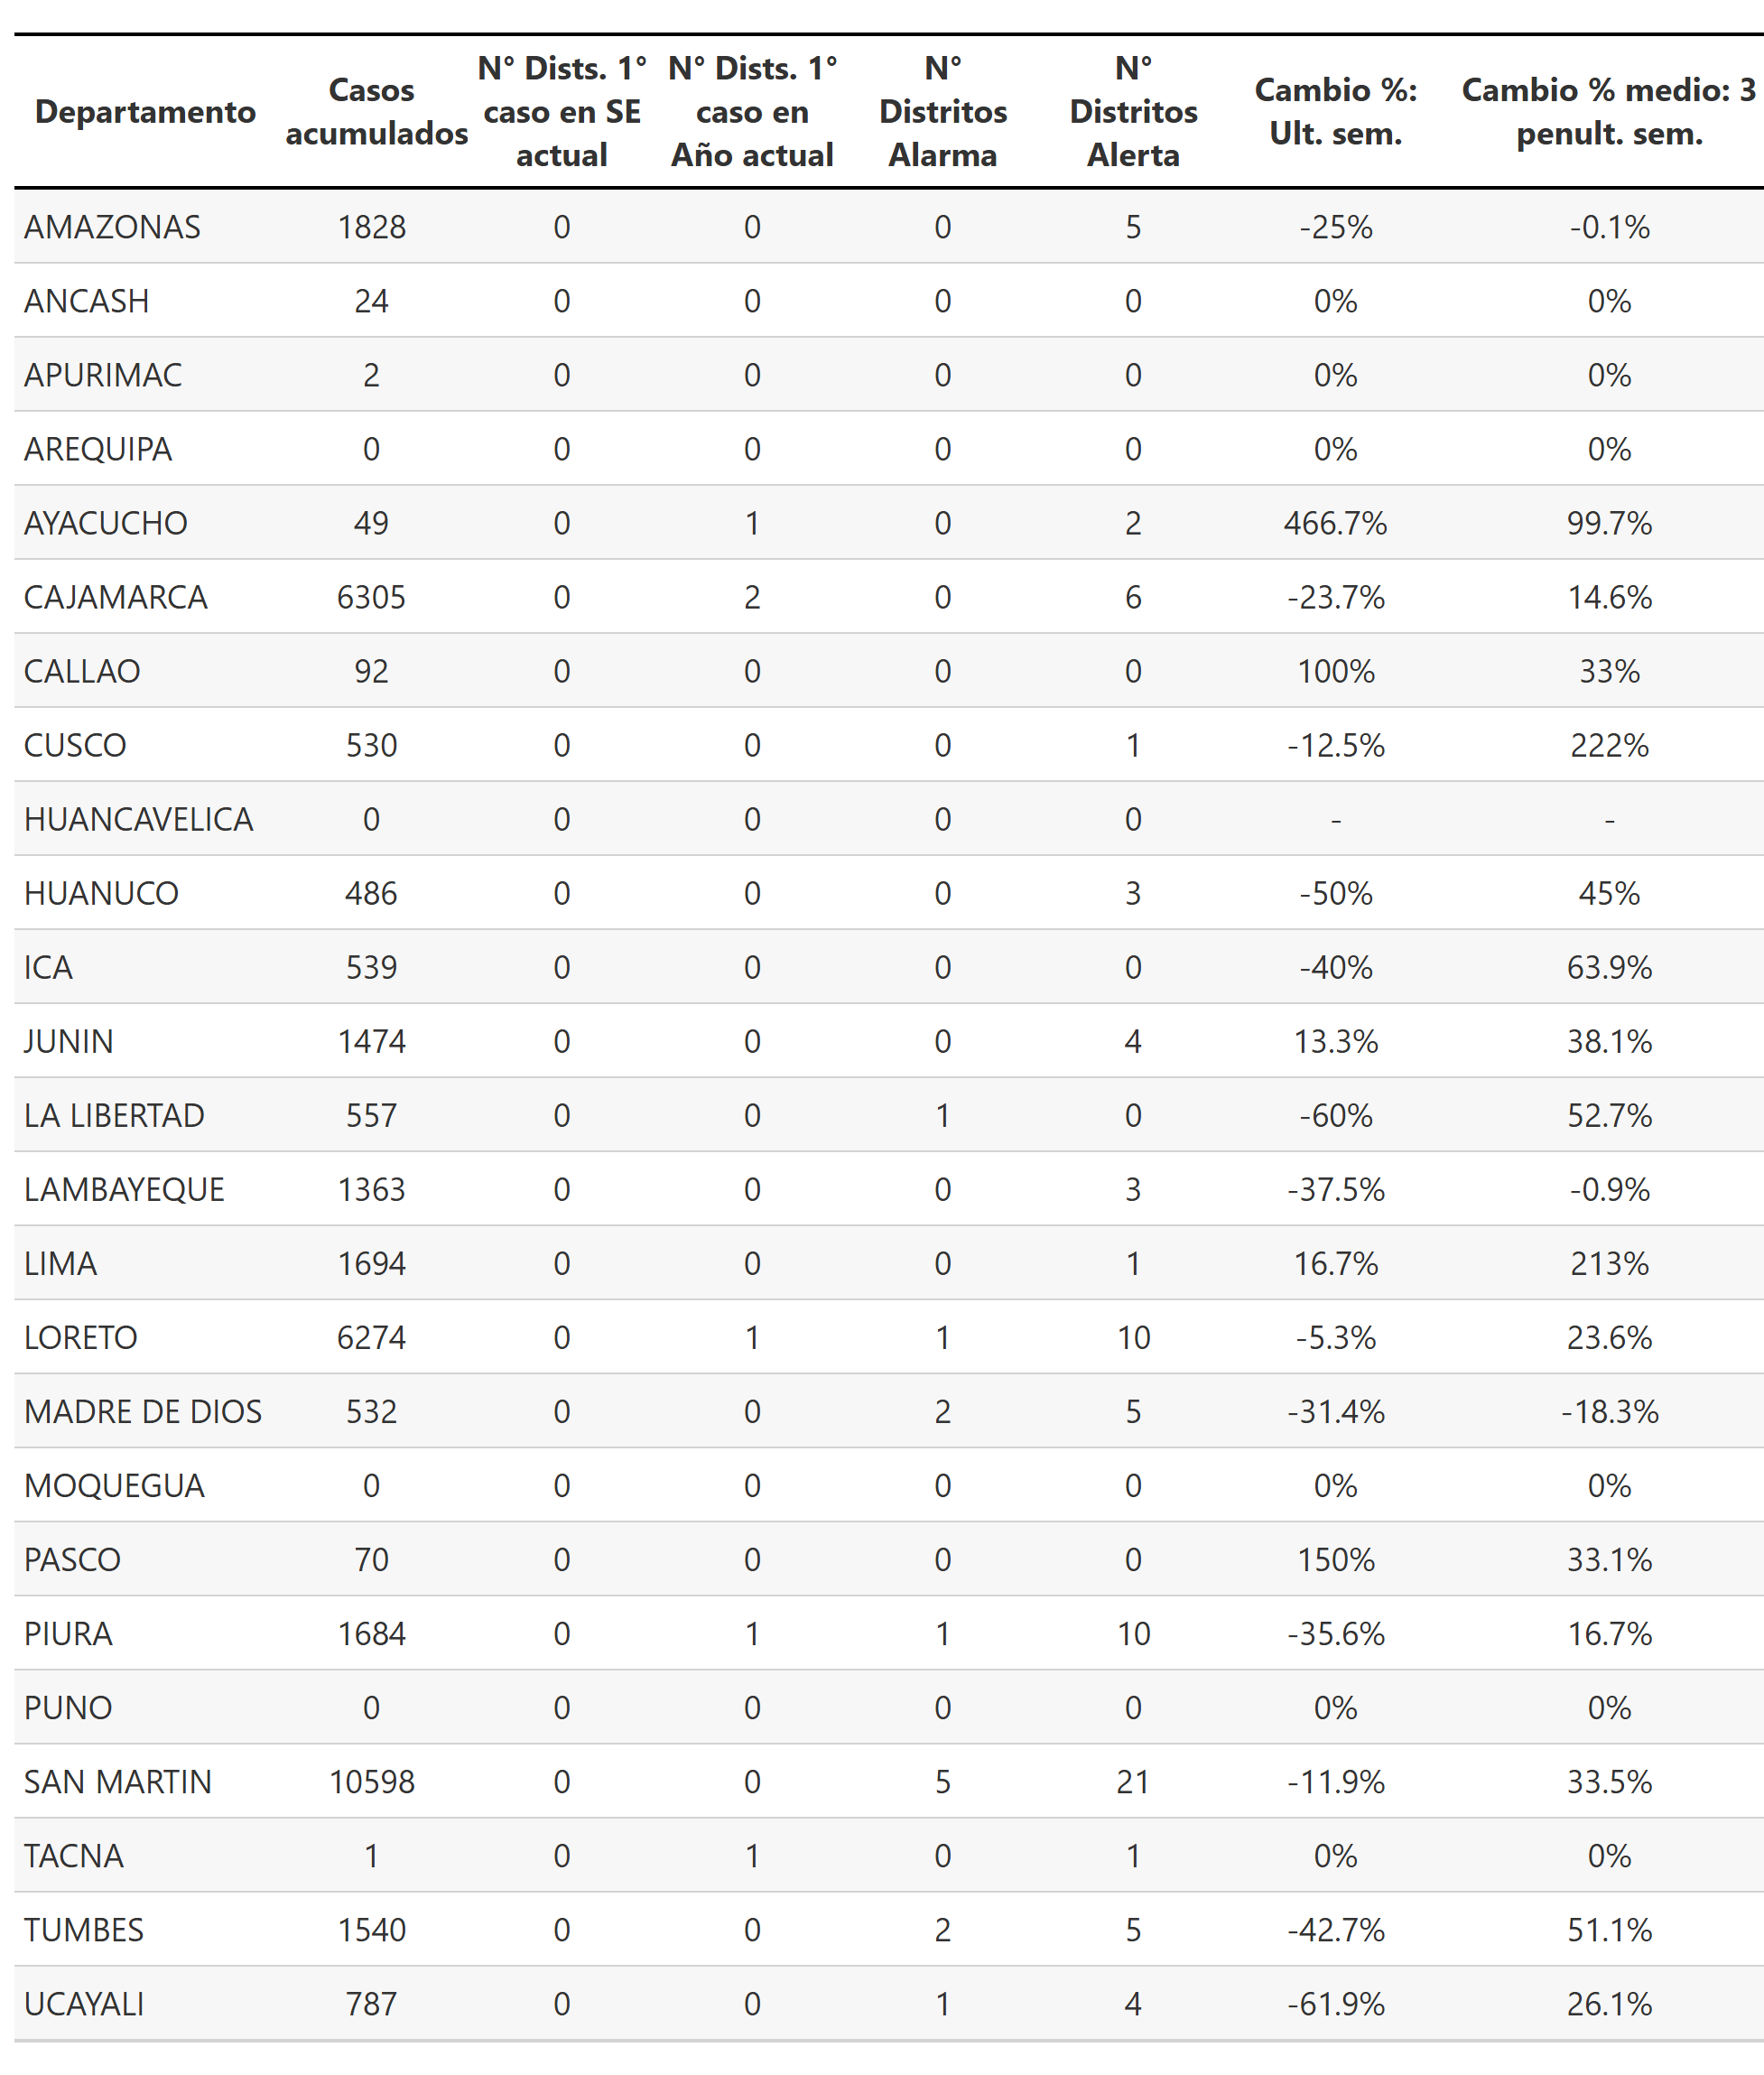 Departamento Casos acumulados N° Dists. 1° caso en SE actual N° Dists. 1° caso en Año actual N° Distritos Alarma N° Distritos Alerta Cambio %: Ult. sem. Cambio % medio: 3 penult. sem.
AMAZONAS 1828 0 0 0 5 -25% -0.1%
ANCASH 24 0 0 0 0 0% 0%
APURIMAC 2 0 0 0 0 0% 0%
AREQUIPA 0 0 0 0 0 0% 0%
AYACUCHO 49 0 1 0 2 466.7% 99.7%
CAJAMARCA 6305 0 2 0 6 -23.7% 14.6%
CALLAO 92 0 0 0 0 100% 33%
CUSCO 530 0 0 0 1 -12.5% 222%
HUANCAVELICA 0 0 0 0 0 - -
HUANUCO 486 0 0 0 3 -50% 45%
ICA 539 0 0 0 0 -40% 63.9%
JUNIN 1474 0 0 0 4 13.3% 38.1%
LA LIBERTAD 557 0 0 1 0 -60% 52.7%
LAMBAYEQUE 1363 0 0 0 3 -37.5% -0.9%
LIMA 1694 0 0 0 1 16.7% 213%
LORETO 6274 0 1 1 10 -5.3% 23.6%
MADRE DE DIOS 532 0 0 2 5 -31.4% -18.3%
MOQUEGUA 0 0 0 0 0 0% 0%
PASCO 70 0 0 0 0 150% 33.1%
PIURA 1684 0 1 1 10 -35.6% 16.7%
PUNO 0 0 0 0 0 0% 0%
SAN MARTIN 10598 0 0 5 21 -11.9% 33.5%
TACNA 1 0 1 0 1 0% 0%
TUMBES 1540 0 0 2 5 -42.7% 51.1%
UCAYALI 787 0 0 1 4 -61.9% 26.1%